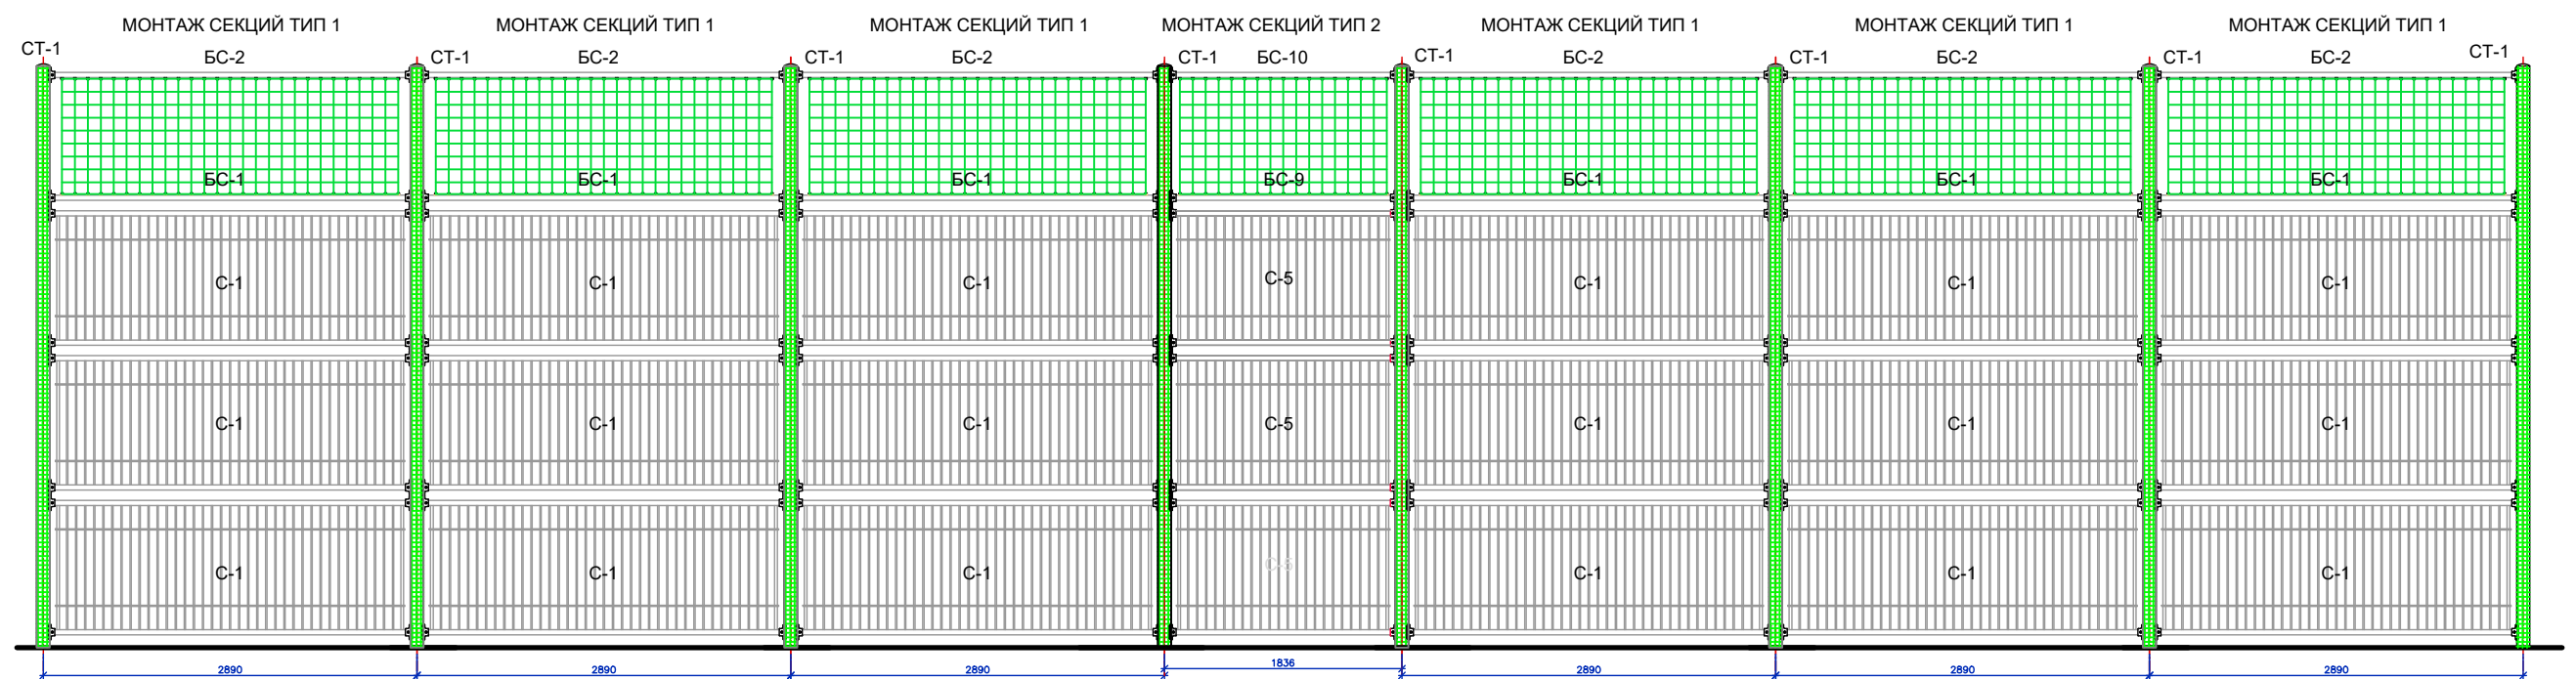 МОНТАЖ СЕКЦИЙ ТИП 1 МОНТАЖ СЕКЦИЙ ТИП 1 МОНТАЖ СЕКЦИЙ ТИП 1 МОНТАЖ СЕКЦИЙ ТИП 2 МОНТАЖ СЕКЦИЙ ТИП 1 МОНТАЖ СЕКЦИЙ ТИП 1 МОНТАЖ СЕКЦИЙ ТИП 1
СТ-1 БС-2 СТ-1 БС-2 СТ-1 БС-2 СТ-1 БС-10 СТ-1 БС-2 СТ-1 БС-2 СТ-1 БС-2 СТ-1
БС-1 БС-1 БС-1 БС-9 БС-1 БС-1 БС-1
С-1 С-1 С-1 С-5 С-1 С-1 С-1
С-1 С-1 С-1 С-5 С-1 С-1 С-1
С-1 С-1 С-1 С-5 С-1 С-1 С-1
2890 2890 2890 1836 2890 2890 2890